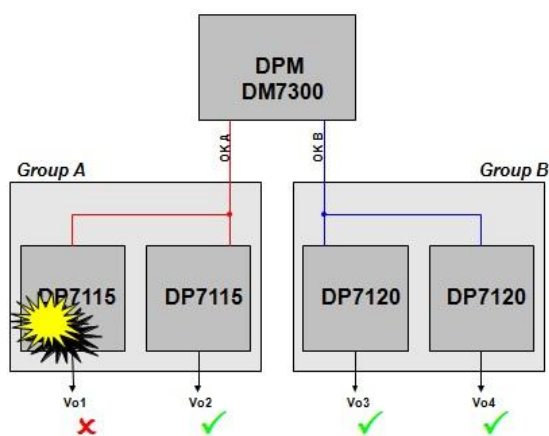 DPM
DM7300
OK A
OK B
Group A
Group B
DP7115
DP7115
DP7120
DP7120
Vo1
Vo2
Vo3
Vo4